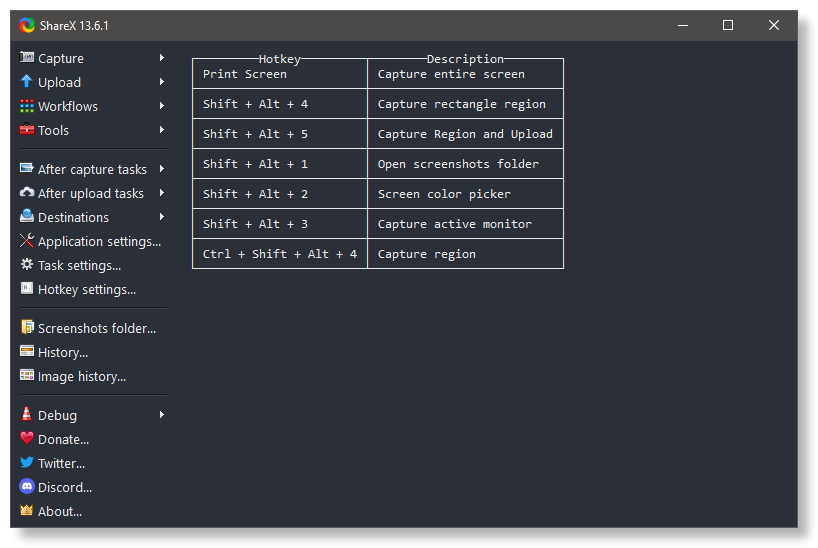 ShareX 13.6.1
Capture
Upload
Workflows
Tools
After capture tasks
After upload tasks
Destinations
Application settings...
Task settings...
Hotkey settings...
Screenshots folder...
History...
Image history...
Debug
Donate...
Twitter...
Discord...
About...
Hotkey Description
Print Screen Capture entire screen
Shift + Alt + 4 Capture rectangle region
Shift + Alt + 5 Capture Region and Upload
Shift + Alt + 1 Open screenshots folder
Shift + Alt + 2 Screen color picker
Shift + Alt + 3 Capture active monitor
Ctrl + Shift + Alt + 4 Capture region